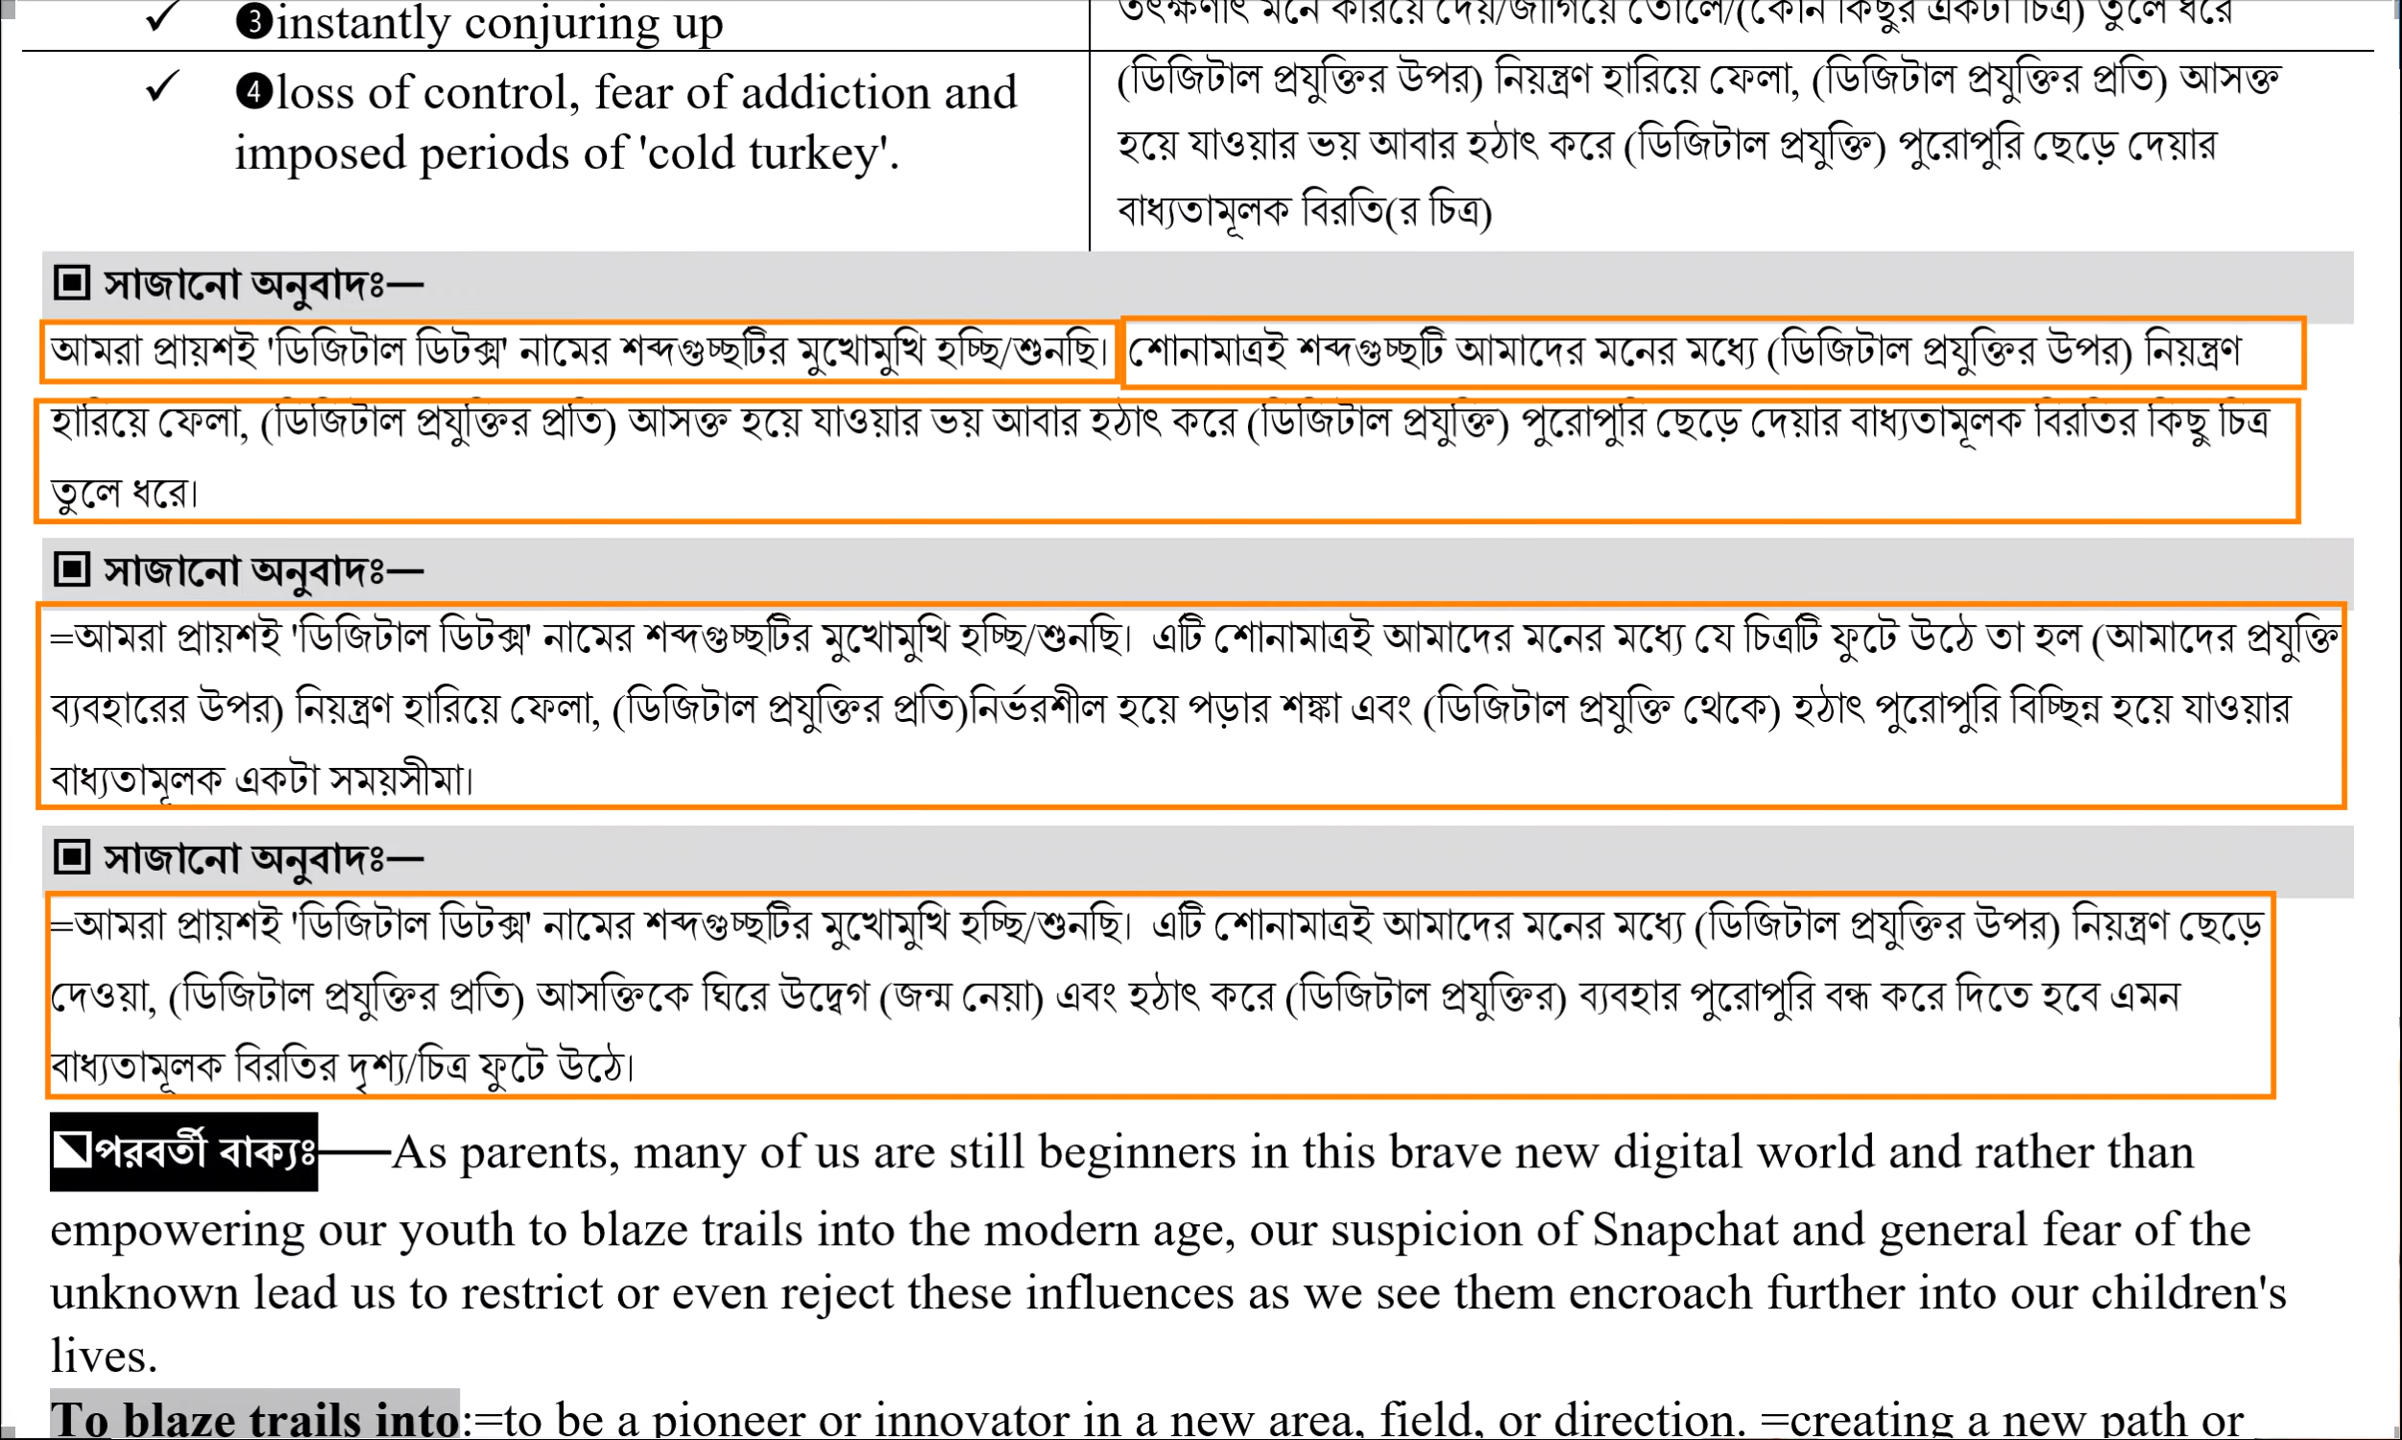 ✓ ❸instantly conjuring up
তৎক্ষণাৎ মনে করিয়ে দেয়/জাগিয়ে তোলে/(কোন কিছুর একটা চিত্র) তুলে ধরে
✓ ❹loss of control, fear of addiction and
imposed periods of 'cold turkey'.
(ডিজিটাল প্রযুক্তির উপর) নিয়ন্ত্রণ হারিয়ে ফেলা, (ডিজিটাল প্রযুক্তির প্রতি) আসক্ত
হয়ে যাওয়ার ভয় আবার হঠাৎ করে (ডিজিটাল প্রযুক্তি) পুরোপুরি ছেড়ে দেয়ার
বাধ্যতামূলক বিরতি(র চিত্র)
▣ সাজানো অনুবাদঃ—
আমরা প্রায়শই 'ডিজিটাল ডিটক্স' নামের শব্দগুচ্ছটির মুখোমুখি হচ্ছি/শুনছি। শোনামাত্রই শব্দগুচ্ছটি আমাদের মনের মধ্যে (ডিজিটাল প্রযুক্তির উপর) নিয়ন্ত্রণ
হারিয়ে ফেলা, (ডিজিটাল প্রযুক্তির প্রতি) আসক্ত হয়ে যাওয়ার ভয় আবার হঠাৎ করে (ডিজিটাল প্রযুক্তি) পুরোপুরি ছেড়ে দেয়ার বাধ্যতামূলক বিরতির কিছু চিত্র
তুলে ধরে।
▣ সাজানো অনুবাদঃ—
=আমরা প্রায়শই 'ডিজিটাল ডিটক্স' নামের শব্দগুচ্ছটির মুখোমুখি হচ্ছি/শুনছি। এটি শোনামাত্রই আমাদের মনের মধ্যে যে চিত্রটি ফুটে উঠে তা হল (আমাদের প্রযুক্তি
ব্যবহারের উপর) নিয়ন্ত্রণ হারিয়ে ফেলা, (ডিজিটাল প্রযুক্তির প্রতি)নির্ভরশীল হয়ে পড়ার শঙ্কা এবং (ডিজিটাল প্রযুক্তি থেকে) হঠাৎ পুরোপুরি বিচ্ছিন্ন হয়ে যাওয়ার
বাধ্যতামূলক একটা সময়সীমা।
▣ সাজানো অনুবাদঃ—
=আমরা প্রায়শই 'ডিজিটাল ডিটক্স' নামের শব্দগুচ্ছটির মুখোমুখি হচ্ছি/শুনছি। এটি শোনামাত্রই আমাদের মনের মধ্যে (ডিজিটাল প্রযুক্তির উপর) নিয়ন্ত্রণ ছেড়ে
দেওয়া, (ডিজিটাল প্রযুক্তির প্রতি) আসক্তিকে ঘিরে উদ্বেগ (জন্ম নেয়া) এবং হঠাৎ করে (ডিজিটাল প্রযুক্তির) ব্যবহার পুরোপুরি বন্ধ করে দিতে হবে এমন
বাধ্যতামূলক বিরতির দৃশ্য/চিত্র ফুটে উঠে।
পরবর্তী বাক্যঃ——As parents, many of us are still beginners in this brave new digital world and rather than
empowering our youth to blaze trails into the modern age, our suspicion of Snapchat and general fear of the
unknown lead us to restrict or even reject these influences as we see them encroach further into our children's
lives.
To blaze trails into:=to be a pioneer or innovator in a new area, field, or direction. =creating a new path or